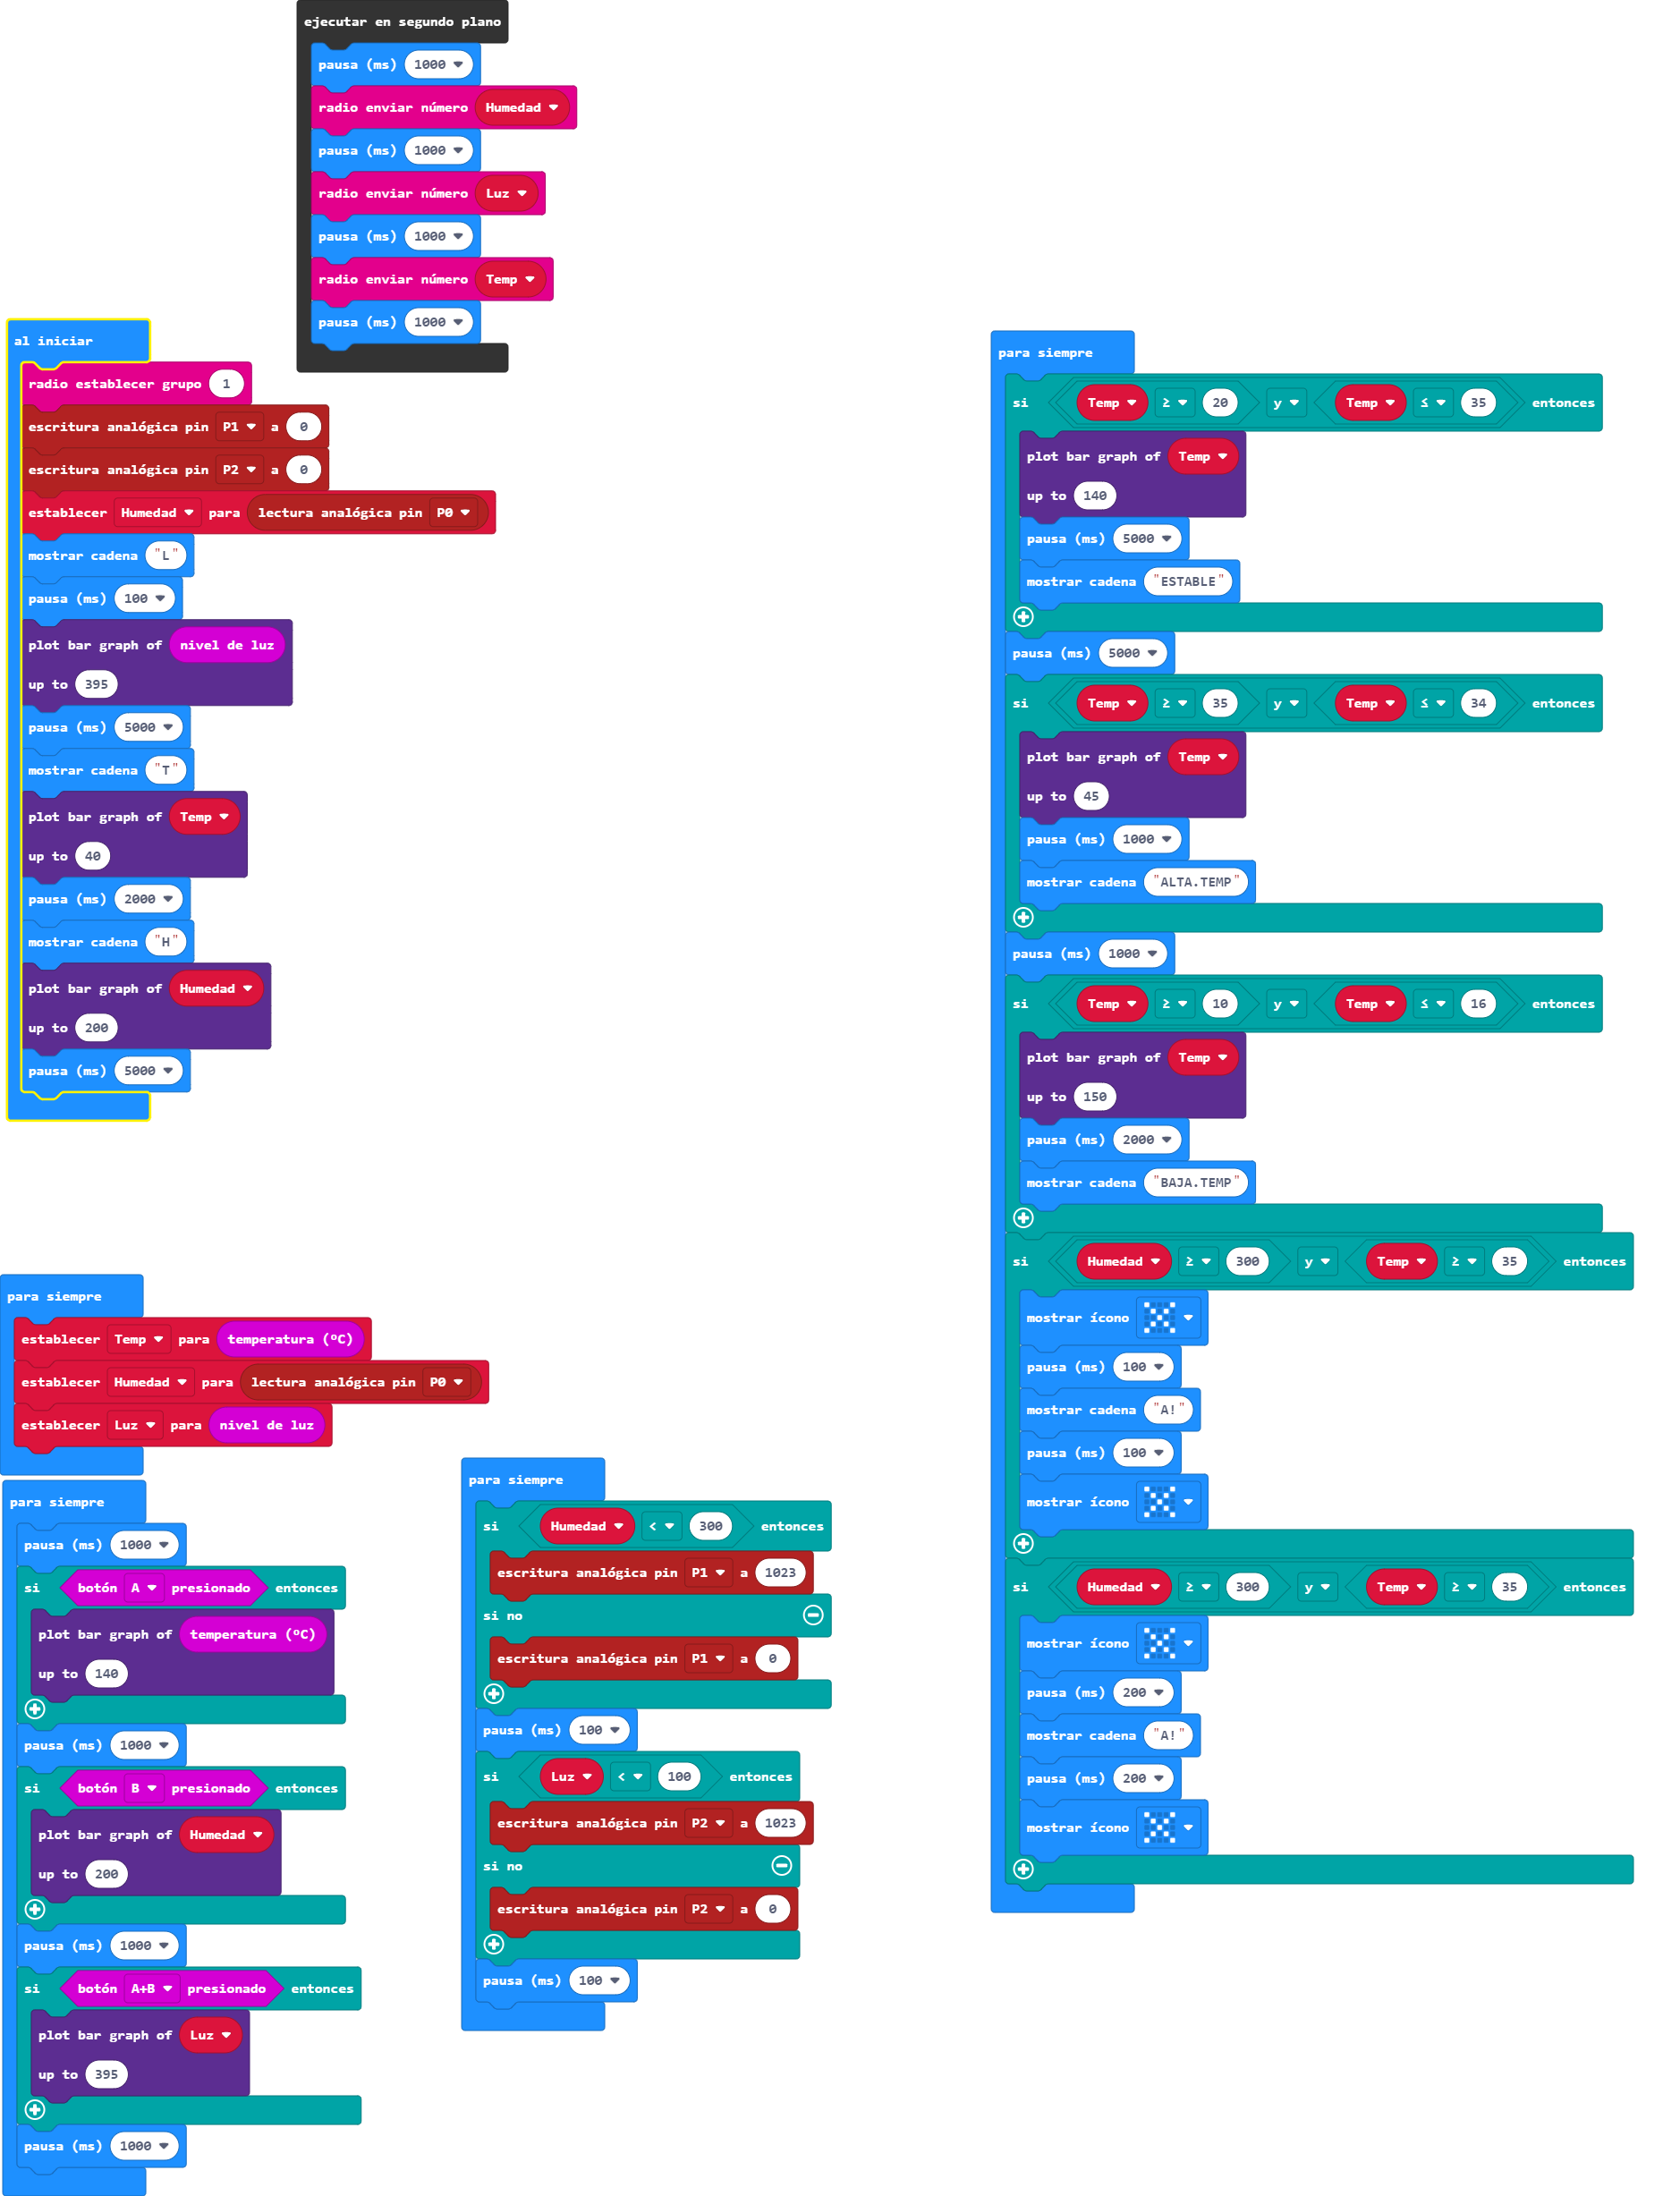 ejecutar en segundo plano
pausa (ms) 1000
radio enviar número Humedad
pausa (ms) 1000
radio enviar número Luz
pausa (ms) 1000
radio enviar número Temp
pausa (ms) 1000
al iniciar
radio establecer grupo 1
escritura analógica pin P1 a 0
escritura analógica pin P2 a 0
establecer Humedad para lectura analógica pin P0
mostrar cadena "L"
pausa (ms) 100
plot bar graph of nivel de luz
up to 395
pausa (ms) 5000
mostrar cadena "T"
plot bar graph of Temp
up to 40
pausa (ms) 2000
mostrar cadena "H"
plot bar graph of Humedad
up to 200
pausa (ms) 5000
para siempre
establecer Temp para temperatura (ºC)
establecer Humedad para lectura analógica pin P0
establecer Luz para nivel de luz
para siempre
pausa (ms) 1000
si botón A presionado entonces
plot bar graph of temperatura (ºC)
up to 140
pausa (ms) 1000
si botón B presionado entonces
plot bar graph of Humedad
up to 200
pausa (ms) 1000
si botón A+B presionado entonces
plot bar graph of Luz
up to 395
pausa (ms) 1000
para siempre
si Humedad < 300 entonces
escritura analógica pin P1 a 1023
si no
escritura analógica pin P1 a 0
pausa (ms) 100
si Luz < 100 entonces
escritura analógica pin P2 a 1023
si no
escritura analógica pin P2 a 0
pausa (ms) 100
para siempre
si Temp ≥ 20 y Temp ≤ 35 entonces
plot bar graph of Temp
up to 140
pausa (ms) 5000
mostrar cadena "ESTABLE"
pausa (ms) 5000
si Temp ≥ 35 y Temp ≤ 34 entonces
plot bar graph of Temp
up to 45
pausa (ms) 1000
mostrar cadena "ALTA.TEMP"
pausa (ms) 1000
si Temp ≥ 10 y Temp ≤ 16 entonces
plot bar graph of Temp
up to 150
pausa (ms) 2000
mostrar cadena "BAJA.TEMP"
si Humedad ≥ 300 y Temp ≥ 35 entonces
mostrar ícono
pausa (ms) 100
mostrar cadena "A!"
pausa (ms) 100
mostrar ícono
si Humedad ≥ 300 y Temp ≥ 35 entonces
mostrar ícono
pausa (ms) 200
mostrar cadena "A!"
pausa (ms) 200
mostrar ícono